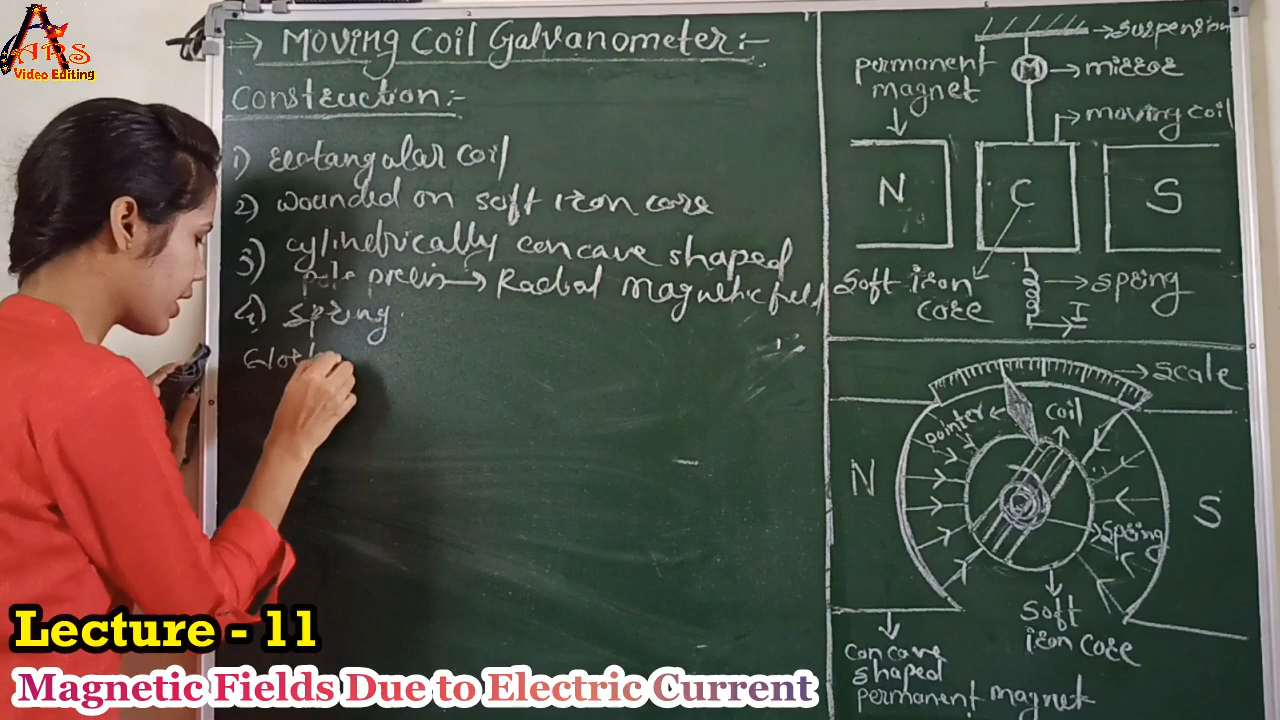 ARS
Video Editing
⇒ Moving Coil Galvanometer:-
Construction:-
1) rectangular coil
2) wounded on soft iron core
3) cylinderically concave shaped
pole → Radial magnetic field
4) spring.
permanent
magnet
→ suspension
M → mirror
→ moving coil
N
C
S
soft iron
core
→ spring
I
→ scale
pointer
coil
N
S
→ spring
soft
iron core
concave
shaped
permanent magnet
Lecture - 11
Magnetic Fields Due to Electric Current